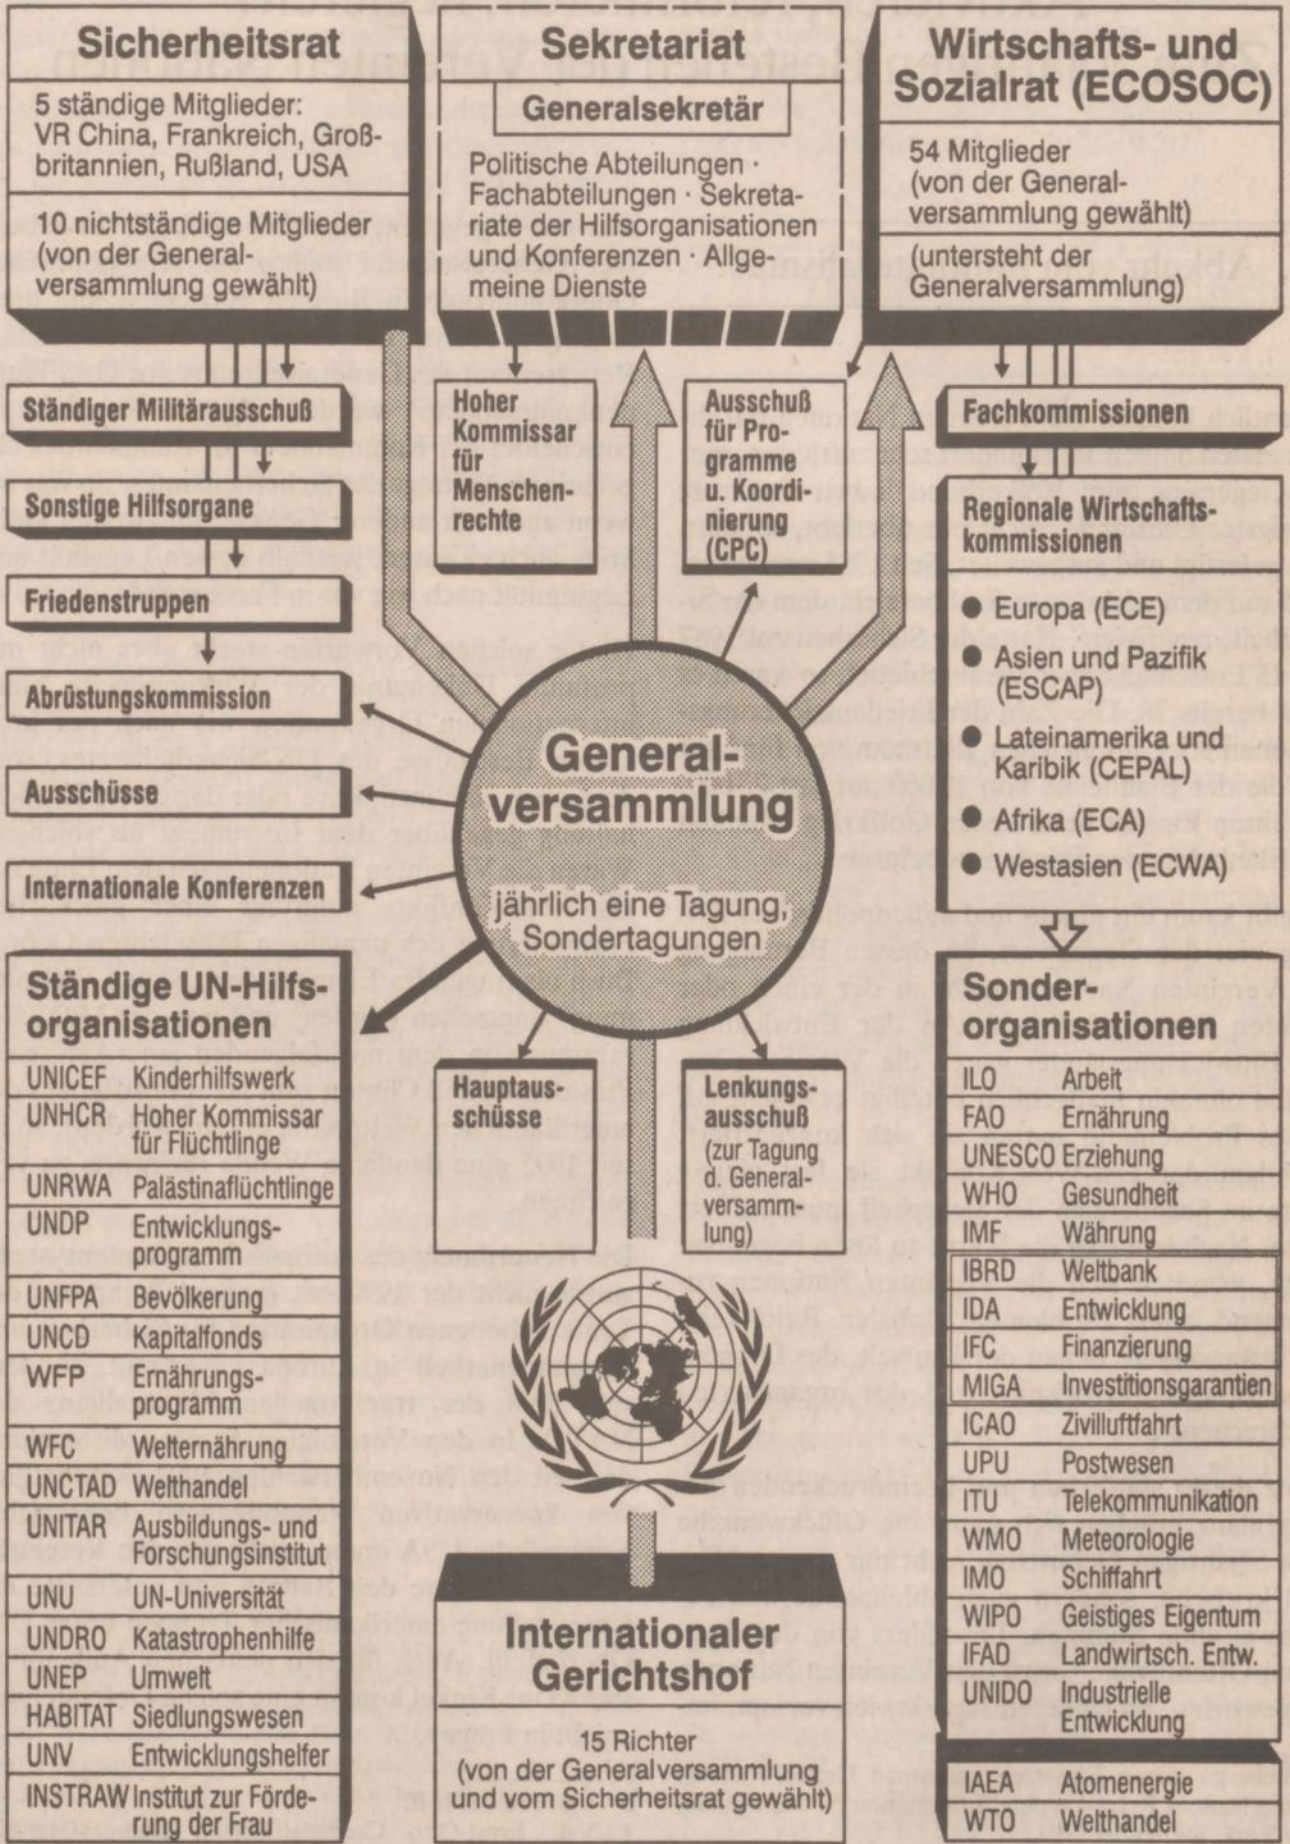 Sicherheitsrat
5 ständige Mitglieder:
VR China, Frankreich, Groß-
britannien, Rußland, USA
10 nichtständige Mitglieder
(von der General-
versammlung gewählt)
Sekretariat
Generalsekretär
Politische Abteilungen ·
Fachabteilungen · Sekreta-
riate der Hilfsorganisationen
und Konferenzen · Allge-
meine Dienste
Wirtschafts- und
Sozialrat (ECOSOC)
54 Mitglieder
(von der General-
versammlung gewählt)
(untersteht der
Generalversammlung)
Ständiger Militärausschuß
Sonstige Hilfsorgane
Friedenstruppen
Abrüstungskommission
Ausschüsse
Internationale Konferenzen
Hoher
Kommissar
für
Menschen-
rechte
Ausschuß
für Pro-
gramme
u. Koordi-
nierung
(CPC)
Fachkommissionen
Regionale Wirtschafts-
kommissionen
● Europa (ECE)
● Asien und Pazifik
(ESCAP)
● Lateinamerika und
Karibik (CEPAL)
● Afrika (ECA)
● Westasien (ECWA)
General-
versammlung
jährlich eine Tagung,
Sondertagungen
Hauptaus-
schüsse
Lenkungs-
ausschuß
(zur Tagung
d. General-
versamm-
lung)
Ständige UN-Hilfs-
organisationen
UNICEF Kinderhilfswerk
UNHCR Hoher Kommissar
für Flüchtlinge
UNRWA Palästinaflüchtlinge
UNDP Entwicklungs-
programm
UNFPA Bevölkerung
UNCD Kapitalfonds
WFP Ernährungs-
programm
WFC Welternährung
UNCTAD Welthandel
UNITAR Ausbildungs- und
Forschungsinstitut
UNU UN-Universität
UNDRO Katastrophenhilfe
UNEP Umwelt
HABITAT Siedlungswesen
UNV Entwicklungshelfer
INSTRAW Institut zur Förde-
rung der Frau
Internationaler
Gerichtshof
15 Richter
(von der Generalversammlung
und vom Sicherheitsrat gewählt)
Sonder-
organisationen
ILO Arbeit
FAO Ernährung
UNESCO Erziehung
WHO Gesundheit
IMF Währung
IBRD Weltbank
IDA Entwicklung
IFC Finanzierung
MIGA Investitionsgarantien
ICAO Zivilluftfahrt
UPU Postwesen
ITU Telekommunikation
WMO Meteorologie
IMO Schiffahrt
WIPO Geistiges Eigentum
IFAD Landwirtsch. Entw.
UNIDO Industrielle
Entwicklung
IAEA Atomenergie
WTO Welthandel